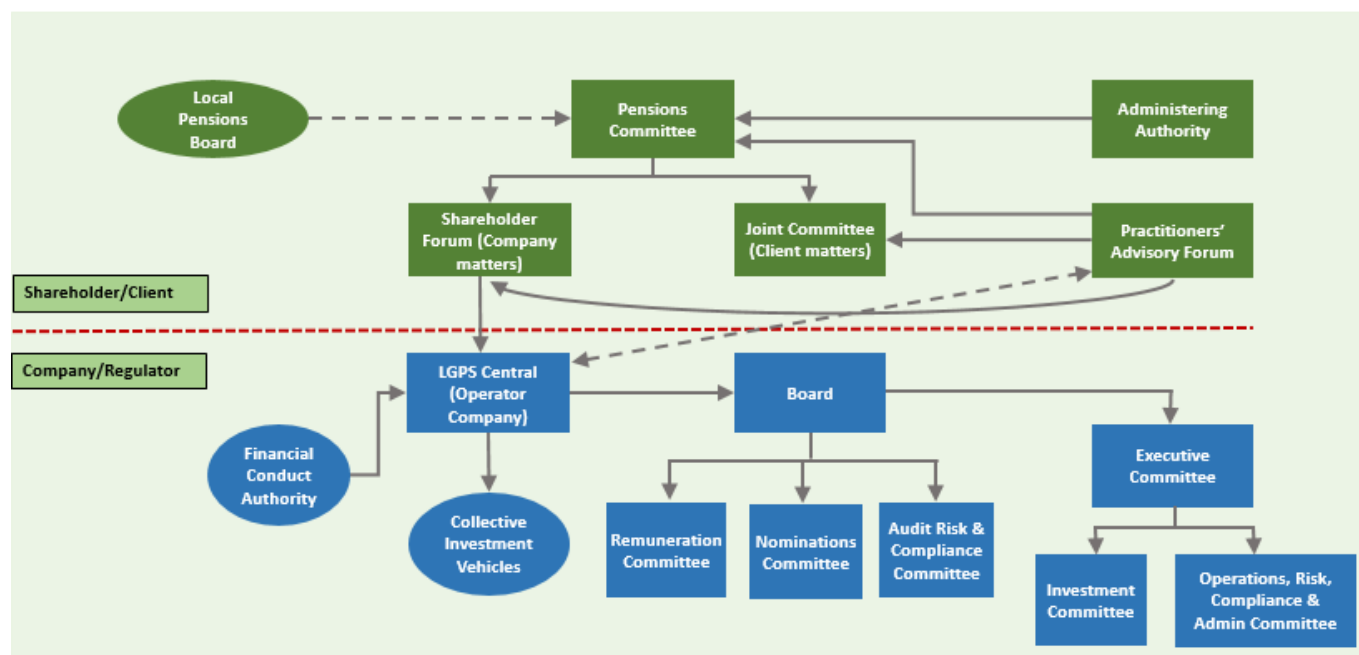 Local
Pensions
Board
Pensions
Committee
Administering
Authority
Shareholder
Forum (Company
matters)
Joint Committee
(Client matters)
Practitioners’
Advisory Forum
Shareholder/Client
Company/Regulator
LGPS Central
(Operator
Company)
Board
Financial
Conduct
Authority
Executive
Committee
Collective
Investment
Vehicles
Remuneration
Committee
Nominations
Committee
Audit Risk &
Compliance
Committee
Investment
Committee
Operations, Risk,
Compliance &
Admin Committee